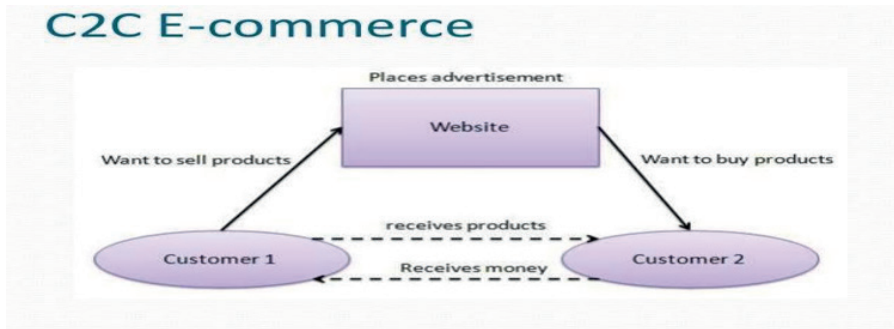 C2C E-commerce
Places advertisement
Website
Want to sell products
Want to buy products
receives products
Customer 1
Customer 2
Receives money